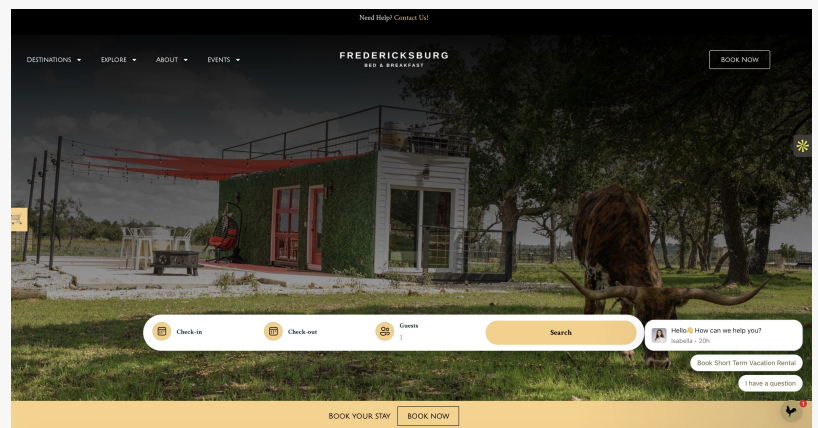 Need Help? Contact Us!
DESTINATIONS EXPLORE ABOUT EVENTS
FREDERICKSBURG
BED & BREAKFAST
BOOK NOW
Check-in
Check-out
Guests
1
Search
Hello👋 How can we help you?
Isabella • 20h
Book Short Term Vacation Rental
I have a question
1
BOOK YOUR STAY BOOK NOW